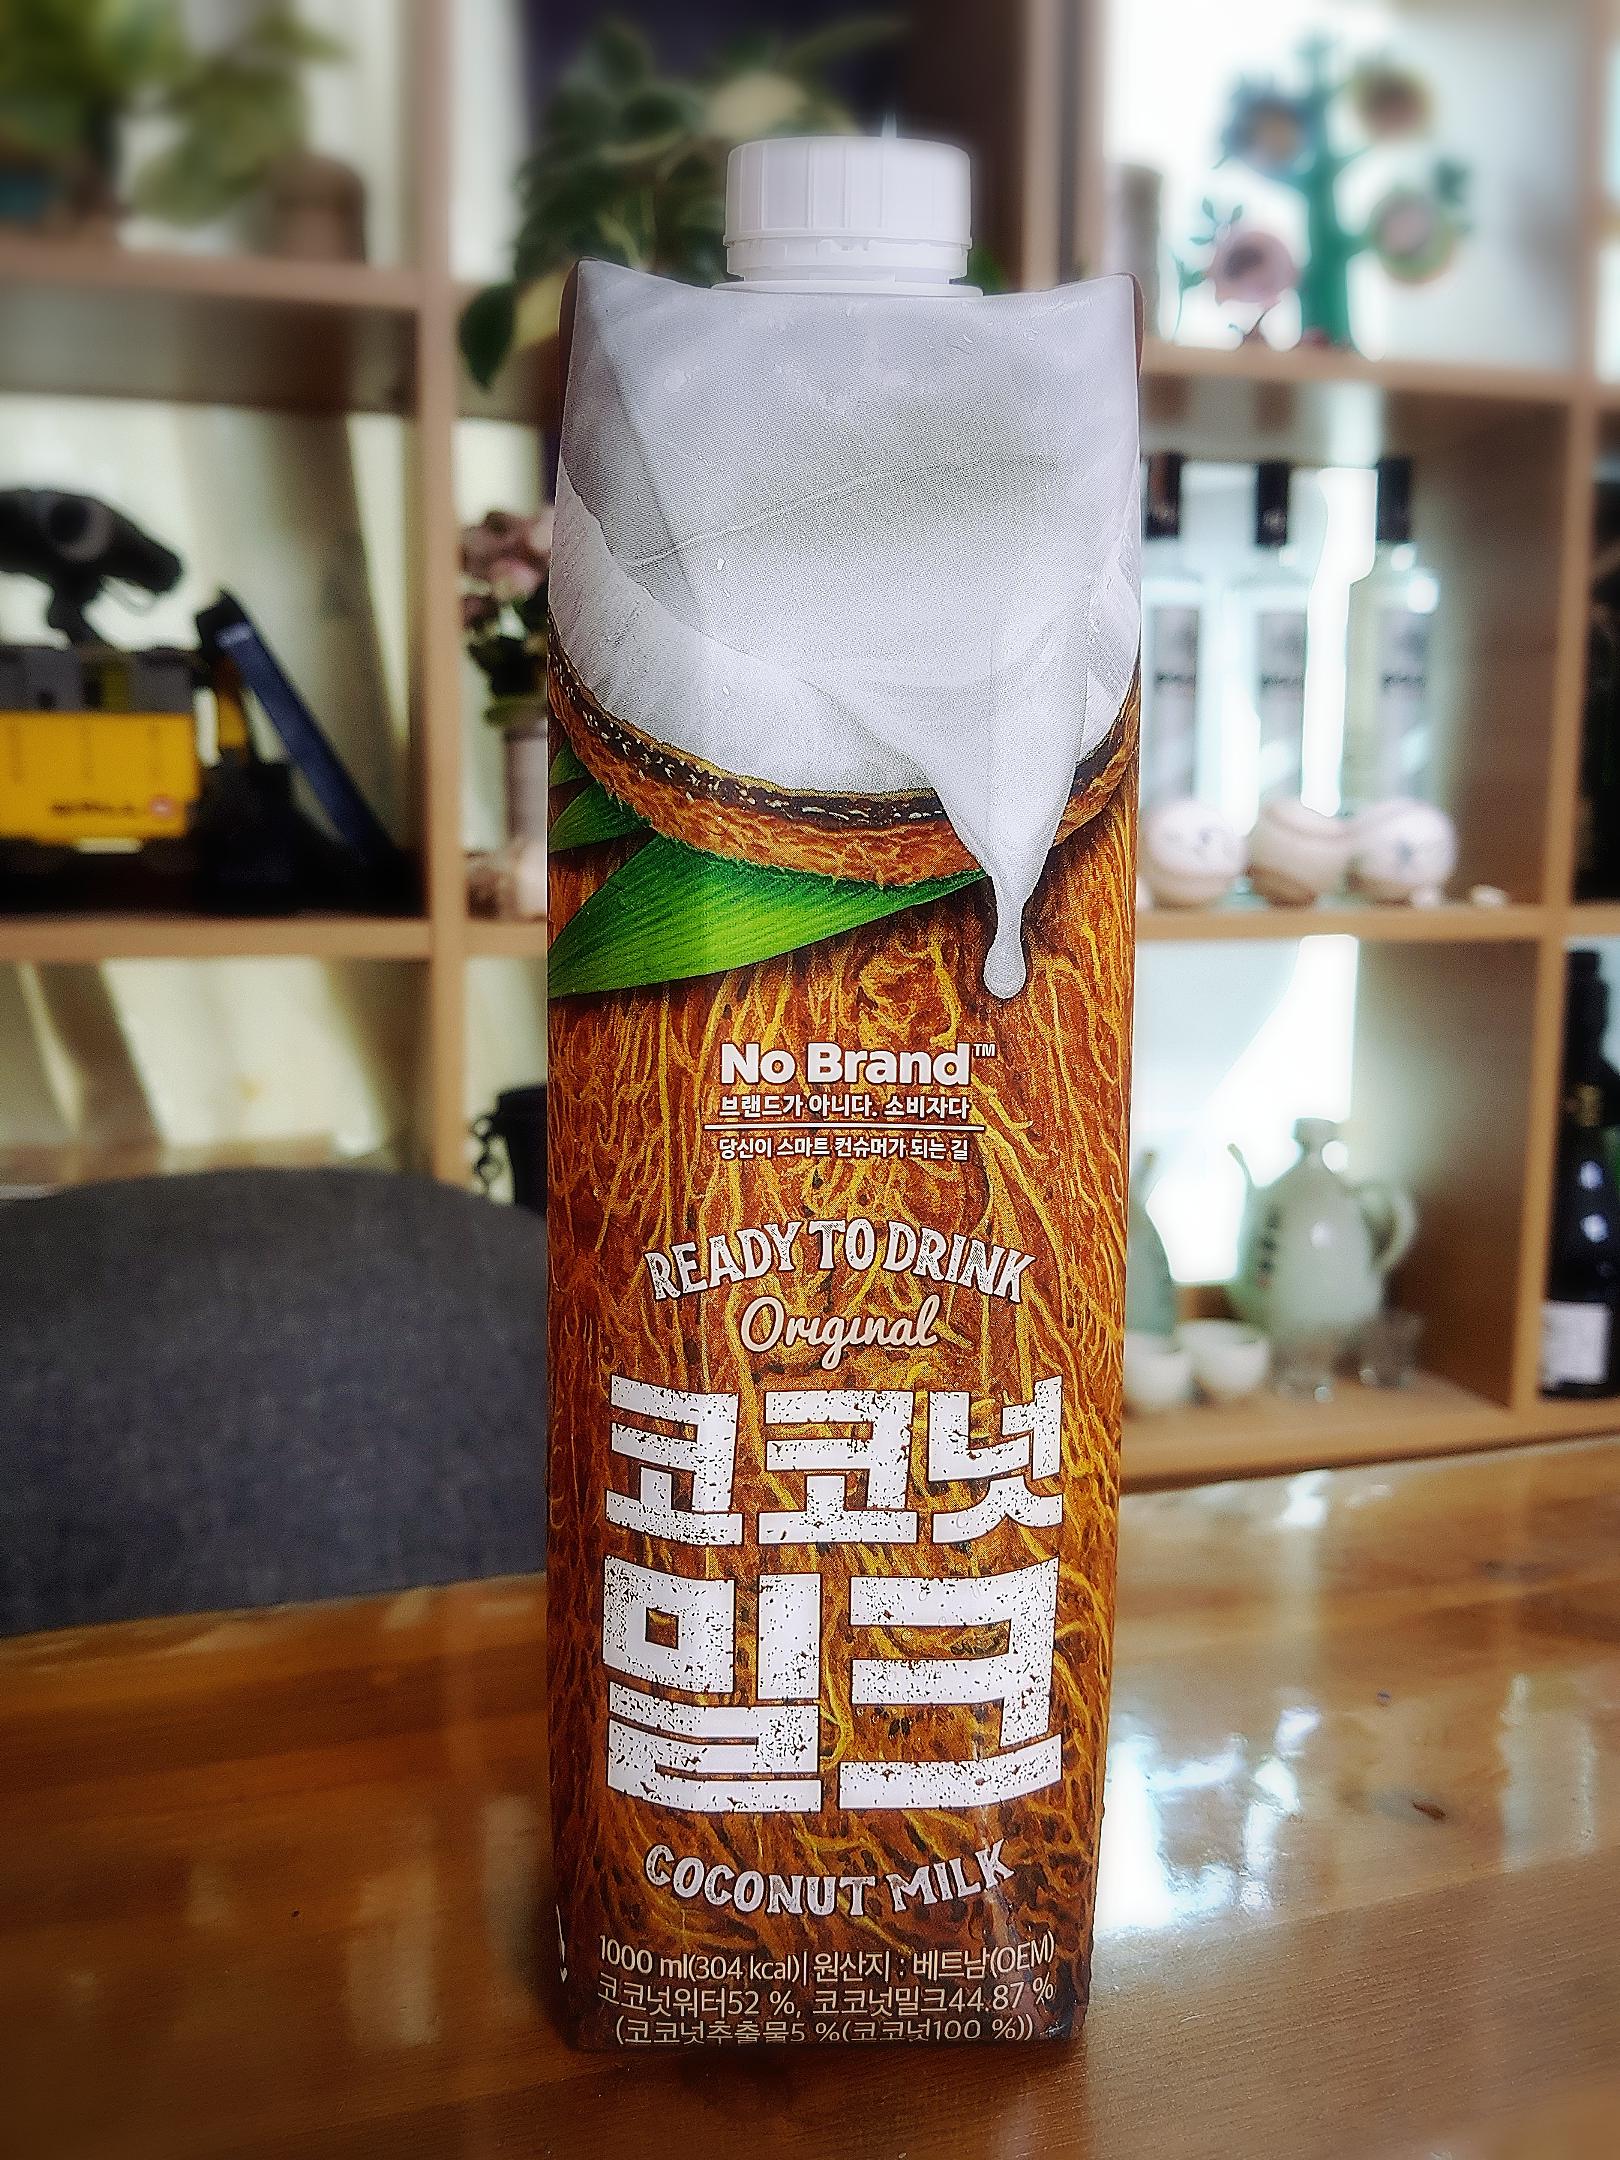 No Brand™
브랜드가 아니다. 소비자다
당신이 스마트 컨슈머가 되는 길
READY TO DRINK
Original
코코넛
밀크
COCONUT MILK
1000 ml(304 kcal) | 원산지 : 베트남(OEM)
코코넛워터52 %, 코코넛밀크44.87 %
(코코넛추출물5 %(코코넛100 %))